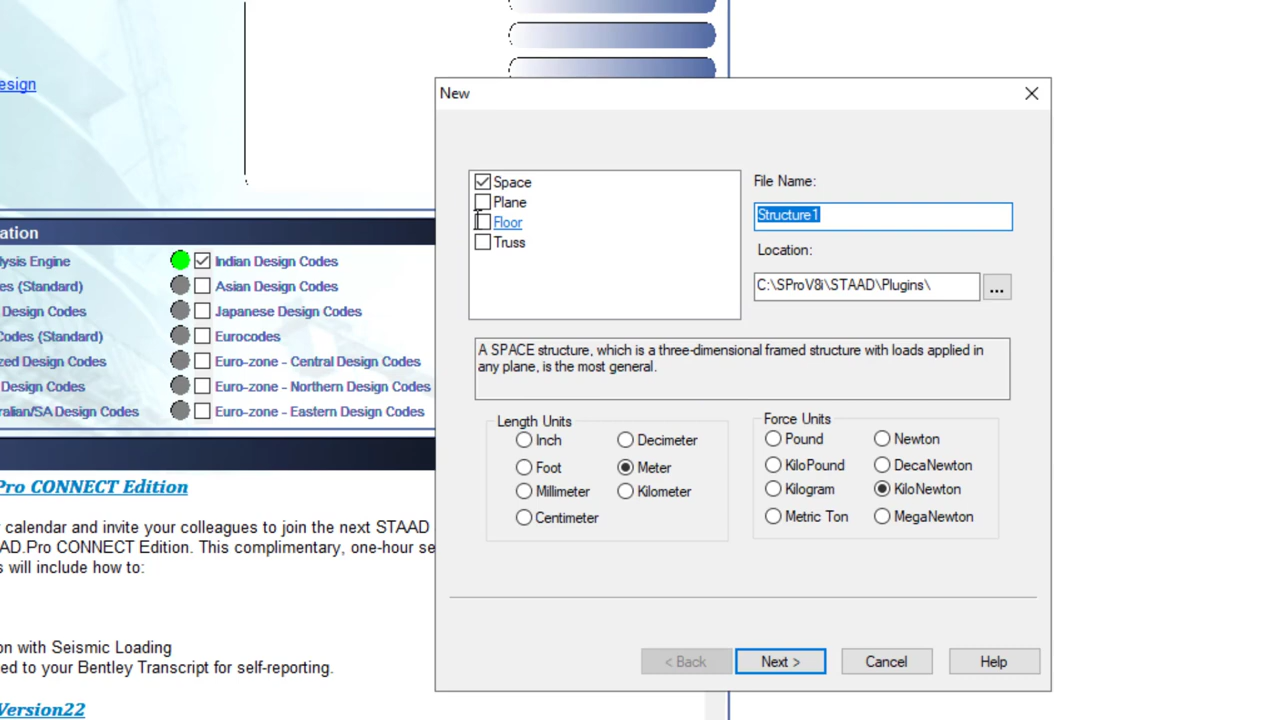 esign
New
Space
Plane
Floor
Truss
File Name:
Structure1
Location:
C:\SProV8i\STAAD\Plugins\
...
A SPACE structure, which is a three-dimensional framed structure with loads applied in
any plane, is the most general.
Length Units
Inch
Decimeter
Foot
Meter
Millimeter
Kilometer
Centimeter
Force Units
Pound
Newton
KiloPound
DecaNewton
Kilogram
KiloNewton
Metric Ton
MegaNewton
< Back
Next >
Cancel
Help
ation
lysis Engine
Indian Design Codes
es (Standard)
Asian Design Codes
Design Codes
Japanese Design Codes
Codes (Standard)
Eurocodes
zed Design Codes
Euro-zone - Central Design Codes
Design Codes
Euro-zone - Northern Design Codes
ralian/SA Design Codes
Euro-zone - Eastern Design Codes
Pro CONNECT Edition
calendar and invite your colleagues to join the next STAAD
AD.Pro CONNECT Edition. This complimentary, one-hour se
s will include how to:
on with Seismic Loading
ed to your Bentley Transcript for self-reporting.
Version22